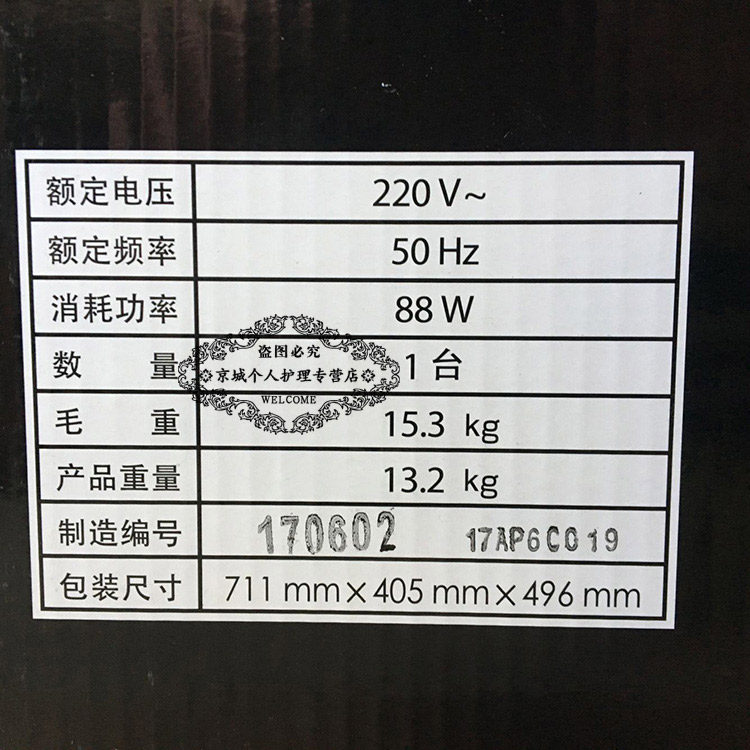 额定电压 220 V~
额定频率 50 Hz
消耗功率 88 W
数量 1 台
毛重 15.3 kg
产品重量 13.2 kg
制造编号 170602 17AP6C019
包装尺寸 711 mm×405 mm×496 mm
盗图必究
京城个人护理专营店
WELCOME